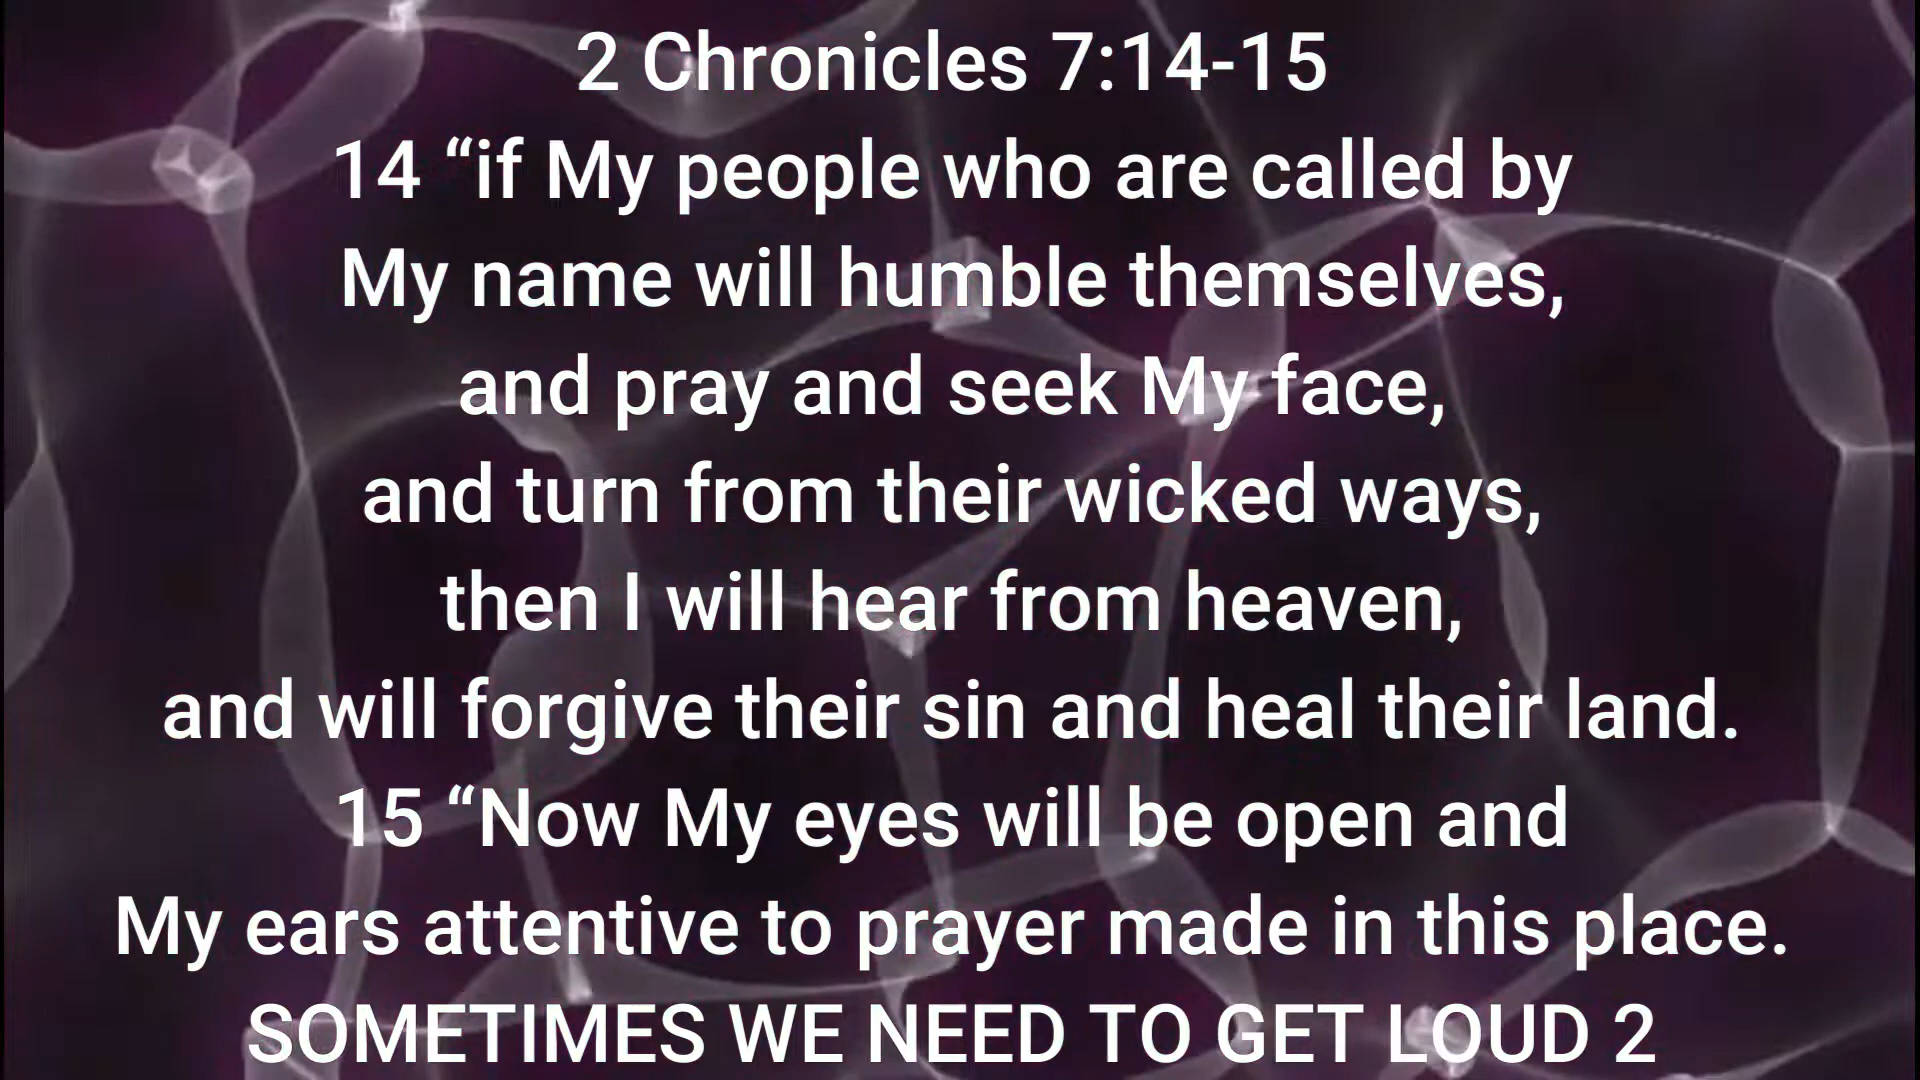 2 Chronicles 7:14-15
14 “if My people who are called by
My name will humble themselves,
and pray and seek My face,
and turn from their wicked ways,
then I will hear from heaven,
and will forgive their sin and heal their land.
15 “Now My eyes will be open and
My ears attentive to prayer made in this place.
SOMETIMES WE NEED TO GET LOUD 2